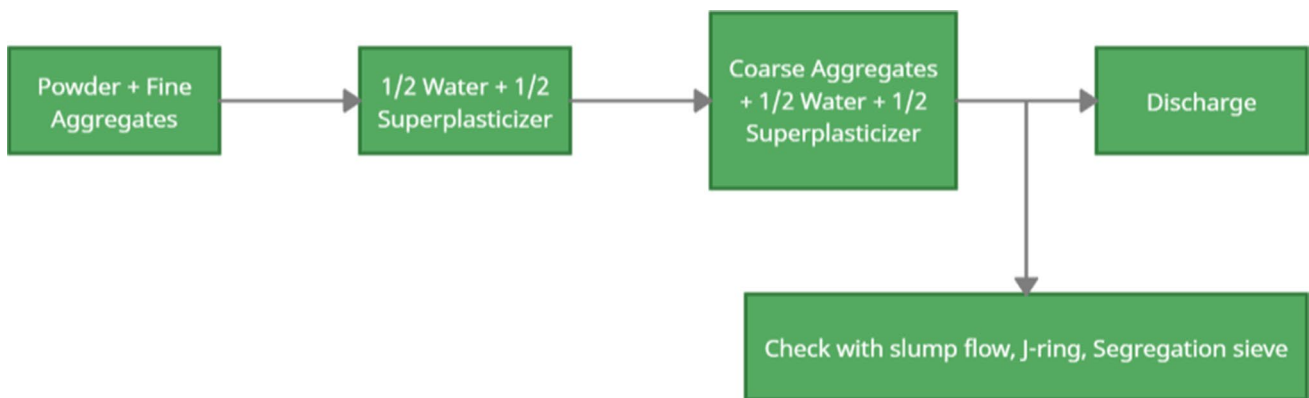 Powder + Fine
Aggregates
1/2 Water + 1/2
Superplasticizer
Coarse Aggregates
+ 1/2 Water + 1/2
Superplasticizer
Discharge
Check with slump flow, J-ring, Segregation sieve